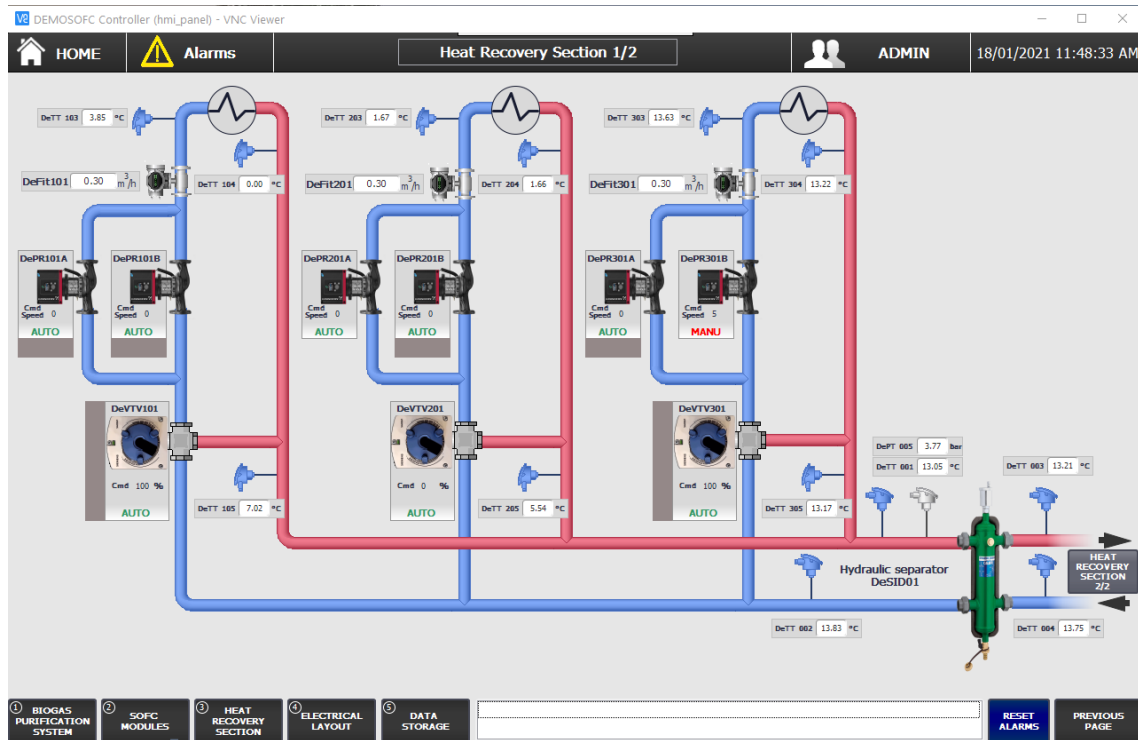 DEMOSOFC Controller (hmi_panel) - VNC Viewer
HOME
Alarms
Heat Recovery Section 1/2
ADMIN
18/01/2021 11:48:33 AM
DeTT 103 3.85 °C
DeTT 203 1.67 °C
DeTT 303 13.63 °C
DeFit101 0.30 m³/h
DeTT 104 0.00 °C
DeFit201 0.30 m³/h
DeTT 204 1.66 °C
DeFit301 0.30 m³/h
DeTT 304 13.22 °C
DePR101A
DePR101B
DePR201A
DePR201B
DePR301A
DePR301B
Cmd Speed 0
Cmd Speed 0
Cmd Speed 0
Cmd Speed 0
Cmd Speed 0
Cmd Speed 5
AUTO
AUTO
AUTO
AUTO
AUTO
MANU
DeVTV101
DeVTV201
DeVTV301
Cmd 100 %
Cmd 0 %
Cmd 100 %
AUTO
AUTO
AUTO
DeTT 105 7.02 °C
DeTT 205 5.54 °C
DeTT 305 13.17 °C
DePT 005 3.77 bar
DeTT 001 13.05 °C
DeTT 003 13.21 °C
Hydraulic separator
DeSID01
HEAT
RECOVERY
SECTION
2/2
DeTT 002 13.83 °C
DeTT 004 13.75 °C
1 BIOGAS
PURIFICATION
SYSTEM
2 SOFC
MODULES
3 HEAT
RECOVERY
SECTION
4 ELECTRICAL
LAYOUT
5 DATA
STORAGE
RESET
ALARMS
PREVIOUS
PAGE